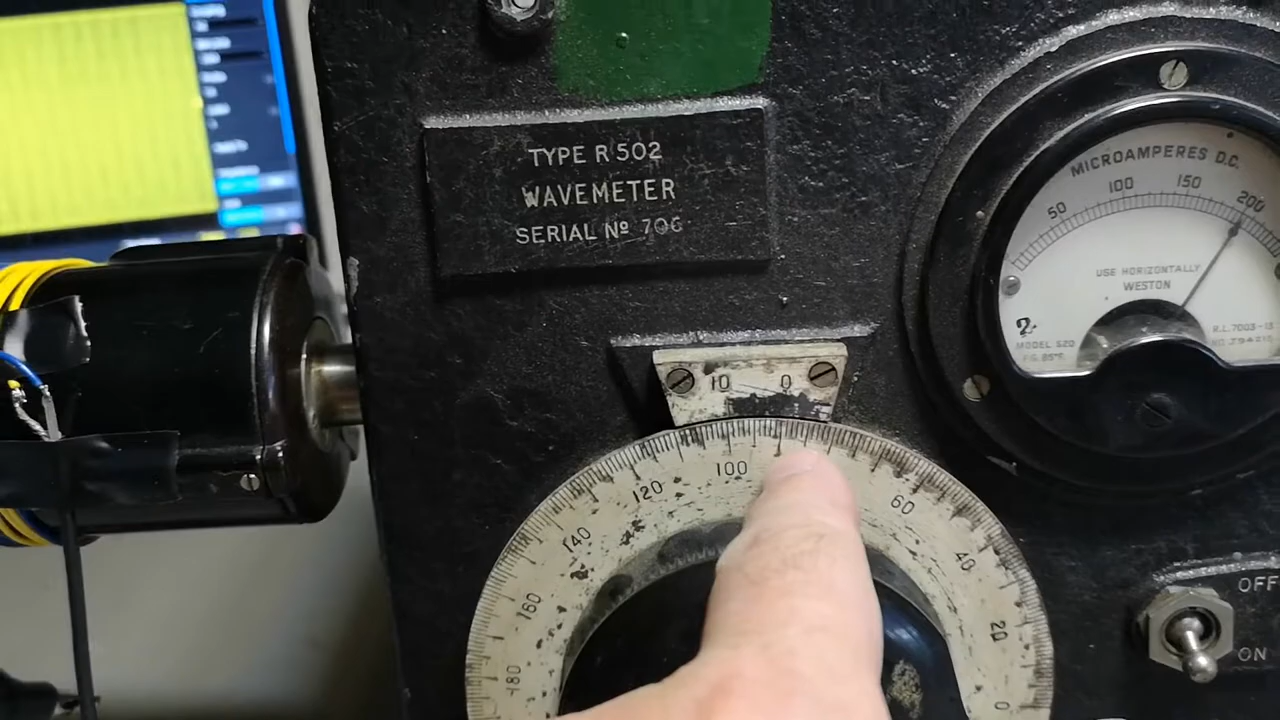 TYPE R 502
WAVEMETER
SERIAL Nº 706
MICROAMPERES D.C.
50 100 150 200
USE HORIZONTALLY
WESTON
MODEL 520
10 0
180 160 140 120 100 60 40 20 0
OFF
ON